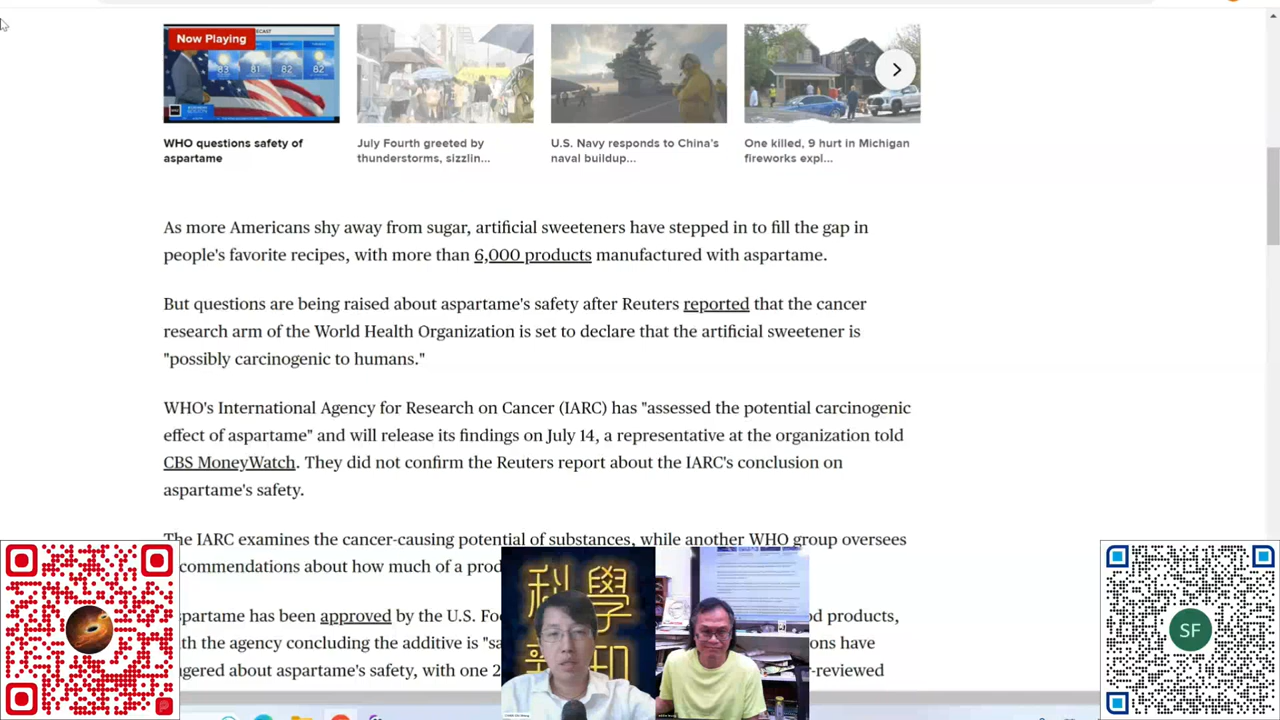 Now Playing
FORECAST
83 81 82 82
WHO questions safety of
aspartame
July Fourth greeted by
thunderstorms, sizzlin...
U.S. Navy responds to China's
naval buildup...
One killed, 9 hurt in Michigan
fireworks expl...
As more Americans shy away from sugar, artificial sweeteners have stepped in to fill the gap in
people's favorite recipes, with more than 6,000 products manufactured with aspartame.
But questions are being raised about aspartame's safety after Reuters reported that the cancer
research arm of the World Health Organization is set to declare that the artificial sweetener is
"possibly carcinogenic to humans."
WHO's International Agency for Research on Cancer (IARC) has "assessed the potential carcinogenic
effect of aspartame" and will release its findings on July 14, a representative at the organization told
CBS MoneyWatch. They did not confirm the Reuters report about the IARC's conclusion on
aspartame's safety.
The IARC examines the cancer-causing potential of substances, while another WHO group oversees
commendations about how much of a prod
spartame has been approved by the U.S. Fo od products,
th the agency concluding the additive is "sa ons have
ngered about aspartame's safety, with one 2 -reviewed
科學
SF